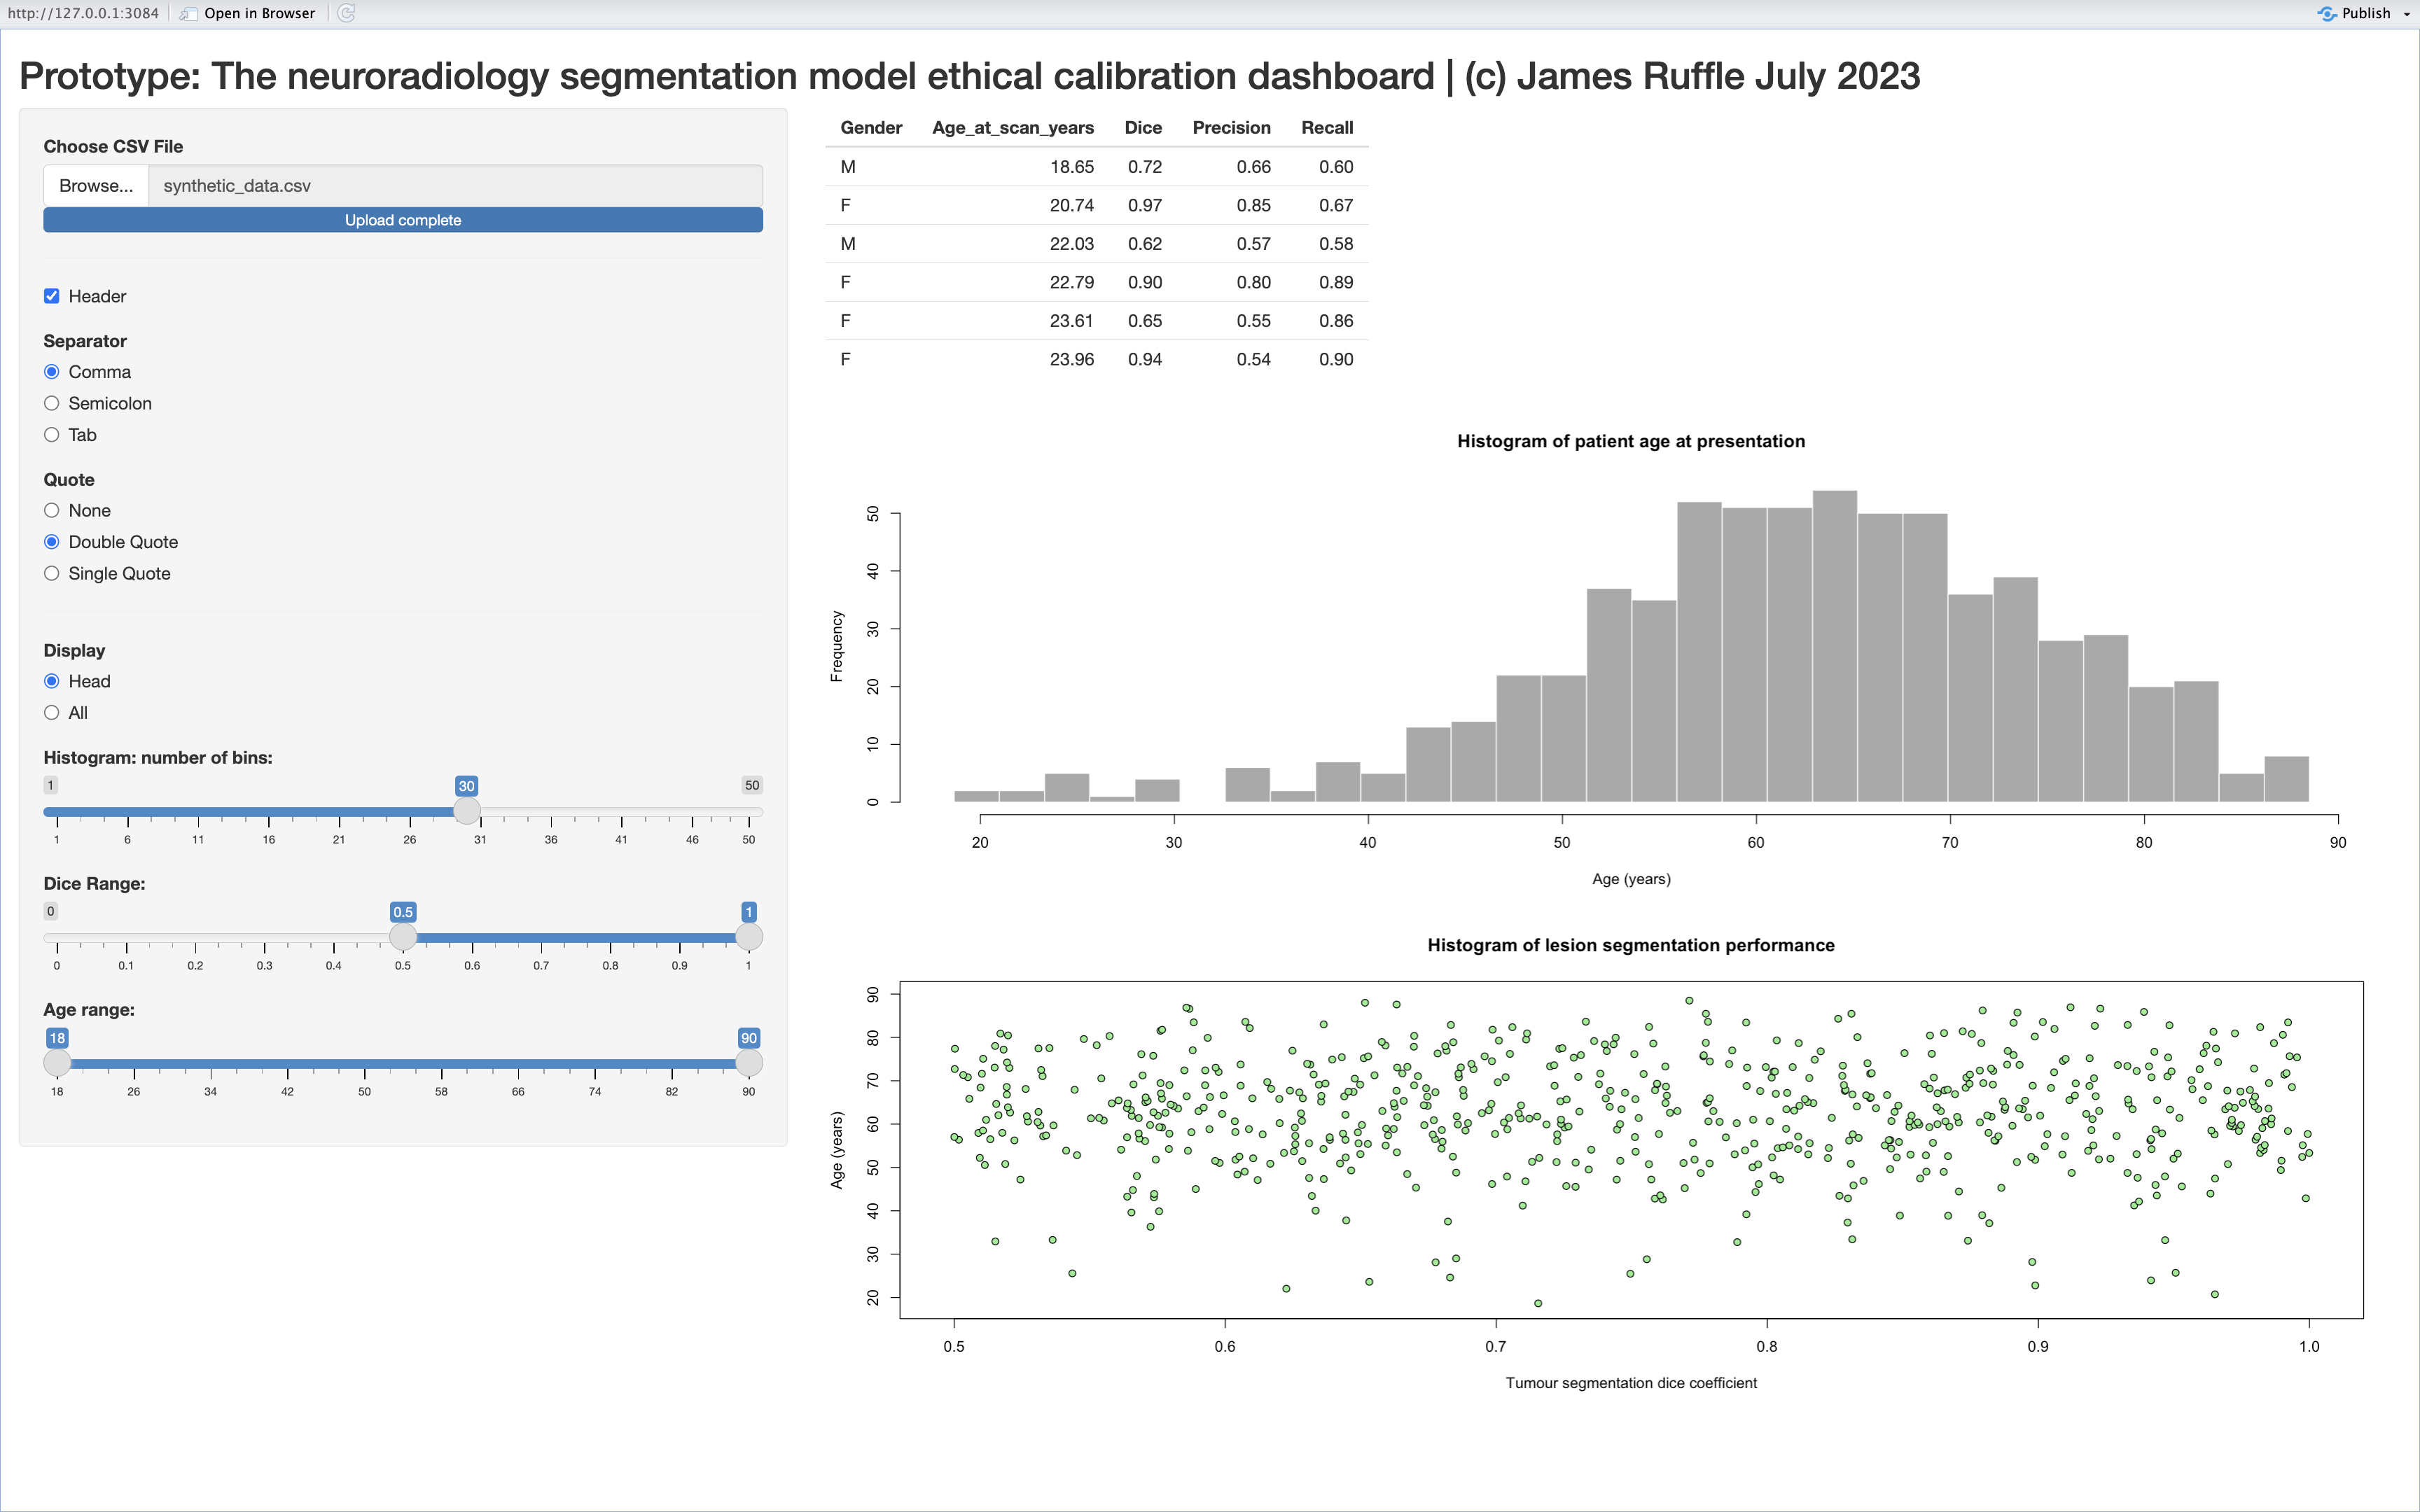 http://127.0.0.1:3084 Open in Browser Publish
Prototype: The neuroradiology segmentation model ethical calibration dashboard | (c) James Ruffle July 2023
Choose CSV File
Browse... synthetic_data.csv
Upload complete
Header
Separator
Comma
Semicolon
Tab
Quote
None
Double Quote
Single Quote
Display
Head
All
Histogram: number of bins:
1 30 50
1 6 11 16 21 26 31 36 41 46 50
Dice Range:
0 0.5 1
0 0.1 0.2 0.3 0.4 0.5 0.6 0.7 0.8 0.9 1
Age range:
18 90
18 26 34 42 50 58 66 74 82 90
Gender Age_at_scan_years Dice Precision Recall
M 18.65 0.72 0.66 0.60
F 20.74 0.97 0.85 0.67
M 22.03 0.62 0.57 0.58
F 22.79 0.90 0.80 0.89
F 23.61 0.65 0.55 0.86
F 23.96 0.94 0.54 0.90
Histogram of patient age at presentation
Frequency
50
40
30
20
10
0
20 30 40 50 60 70 80 90
Age (years)
Histogram of lesion segmentation performance
Age (years)
90
80
70
60
50
40
30
20
0.5 0.6 0.7 0.8 0.9 1.0
Tumour segmentation dice coefficient